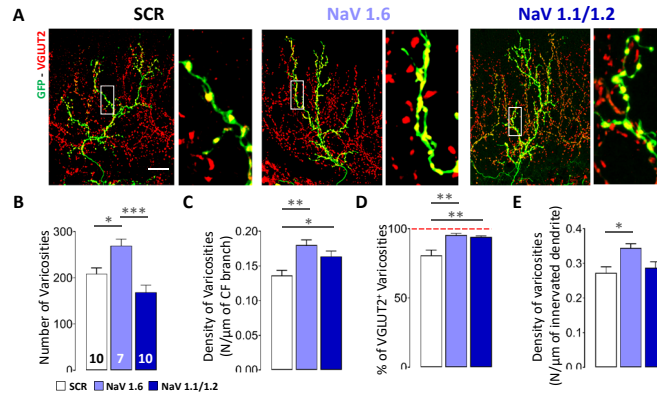 A SCR NaV 1.6 NaV 1.1/1.2
GFP - VGLUT2
B
***
*
Number of Varicosities
300
200
100
0
10 7 10
C
**
*
Density of Varicosities
(N/µm of CF branch)
0.20
0.15
0.10
0.05
0.00
D
**
**
% of VGLUT2⁺ Varicosities
100
50
0
E
*
Density of varicosities
(N/µm of innervated dendrite)
0.4
0.3
0.2
0.1
0.0
SCR NaV 1.6 NaV 1.1/1.2